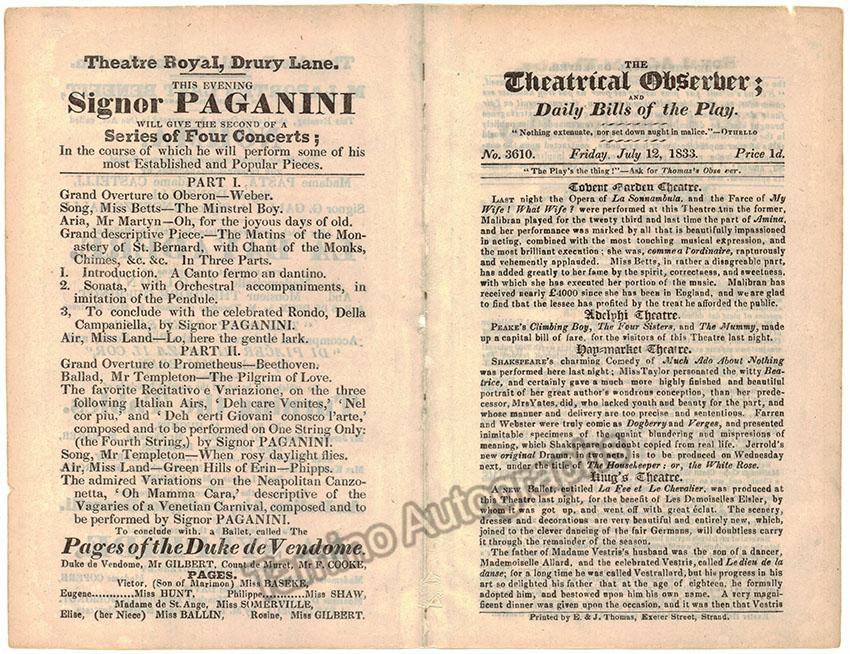 Theatre Royal, Drury Lane.
THIS EVENING
Signor PAGANINI
WILL GIVE THE SECOND OF A
Series of Four Concerts;
In the course of which he will perform some of his
most Established and Popular Pieces.
PART I.
Grand Overture to Oberon—Weber.
Song, Miss Betts—The Minstrel Boy.
Aria, Mr Martyn—Oh, for the joyous days of old.
Grand descriptive Piece.—The Matins of the Mon-
astery of St. Bernard, with Chant of the Monks,
Chimes, &c. &c. In Three Parts.
1. Introduction. A Canto fermo an dantino.
2. Sonata, with Orchestral accompaniments, in
imitation of the Pendule.
3, To conclude with the celebrated Rondo, Della
Campaniella, by Signor PAGANINI.
Air, Miss Land—Lo, here the gentle lark.
PART II.
Grand Overture to Prometheus—Beethoven.
Ballad, Mr Templeton—The Pilgrim of Love.
The favorite Recitativo e Variazione, on the three
following Italian Airs, 'Deh care Venites,' 'Nel
cor piu,' and 'Deh certi Giovani conosco l'arte,'
composed and to be performed on One String Only:
(the Fourth String,) by Signor PAGANINI.
Song, Mr Templeton—When rosy daylight flies.
Air, Miss Land—Green Hills of Erin—Phipps.
The admired Variations on the Neapolitan Canzo-
netta, 'Oh Mamma Cara,' descriptive of the
Vagaries of a Venetian Carnival, composed and to
be performed by Signor PAGANINI.
To conclude with a Ballet, called The
Pages of the Duke de Vendome.
Duke de Vendome, Mr GILBERT, Count de Muret, Mr F. COOKE,
PAGES.
Victor, (Son of Marimon) Miss BASEKE,
Eugene............Miss HUNT, Philippe............Miss SHAW,
Madame de St. Ange, Miss SOMERVILLE,
Elise, (her Niece) Miss BALLIN, Rosine, Miss GILBERT.
THE
Theatrical Observer;
AND
Daily Bills of the Play.
"Nothing extenuate, nor set down aught in malice."—OTHELLO
No. 3610. Friday, July 12, 1833. Price 1d.
"The Play's the thing!"—Ask for Thomas's Observer.
Covent Garden Theatre.
LAST night the Opera of La Sonnambula, and the Farce of My
Wife! What Wife? were performed at this Theatre. In the former,
Malibran played for the twenty third and last time the part of Amina,
and her performance was marked by all that is beautifully impassioned
in acting, combined with the most touching musical expression, and
the most brilliant execution; she was, comme a l'ordinaire, rapturously
and vehemently applauded. Miss Betts, in rather a disagreable part,
has added greatly to her fame by the spirit, correctness, and sweetness,
with which she has executed her portion of the music. Malibran has
received nearly £4000 since she has been in England, and we are glad
to find that the lessee has profited by the treat he afforded the public.
Adelphi Theatre.
PEAKE'S Climbing Boy, The Four Sisters, and The Mummy, made
up a capital bill of fare, for the visitors of this Theatre last night.
Haymarket Theatre.
SHAKSPEARE'S charming Comedy of Much Ado About Nothing
was performed here last night; Miss Taylor personated the witty Bea-
trice, and certainly gave a much more highly finished and beautiful
portrait of her great author's wondrous conception, than her prede-
cessor, Mrs Yates, did, who lacked youth and beauty for the part, and
whose manner and delivery are too precise and sententious. Farren
and Webster were truly comic as Dogberry and Verges, and presented
inimitable specimens of that quaint blundering and mispresions of
meaning, which Shakspeare no doubt copied from real life. Jerrold's
new original Drama is to be produced on Wednesday
next, under the title of The Housekeeper: or, the White Rose.
King's Theatre.
A NEW Ballet, entitled La Fee et Le Chevalier, was produced at
this Theatre last night, for the benefit of Les Demoiselles Elsler, by
whom it was got up, and went off with great éclat. The scenery,
dresses and decorations are very beautiful and entirely new, which,
joined to the clever dancing of the fair Germans, will doubtless carry
it through the remainder of the season.
The father of Madame Vestris's husband was the son of a dancer,
Mademoiselle Allard, and the celebrated Vestris, called Le dieu de la
danse; for a long time he was called Vestrallard, but his progress in his
art so delighted his father that at the age of eighteen, he formally
adopted him, and bestowed upon him his own name. A very magni-
ficent dinner was given upon the occasion, and it was then that Vestris
Printed by E. & J. Thomas, Exeter Street, Strand.
Tamino Autographs